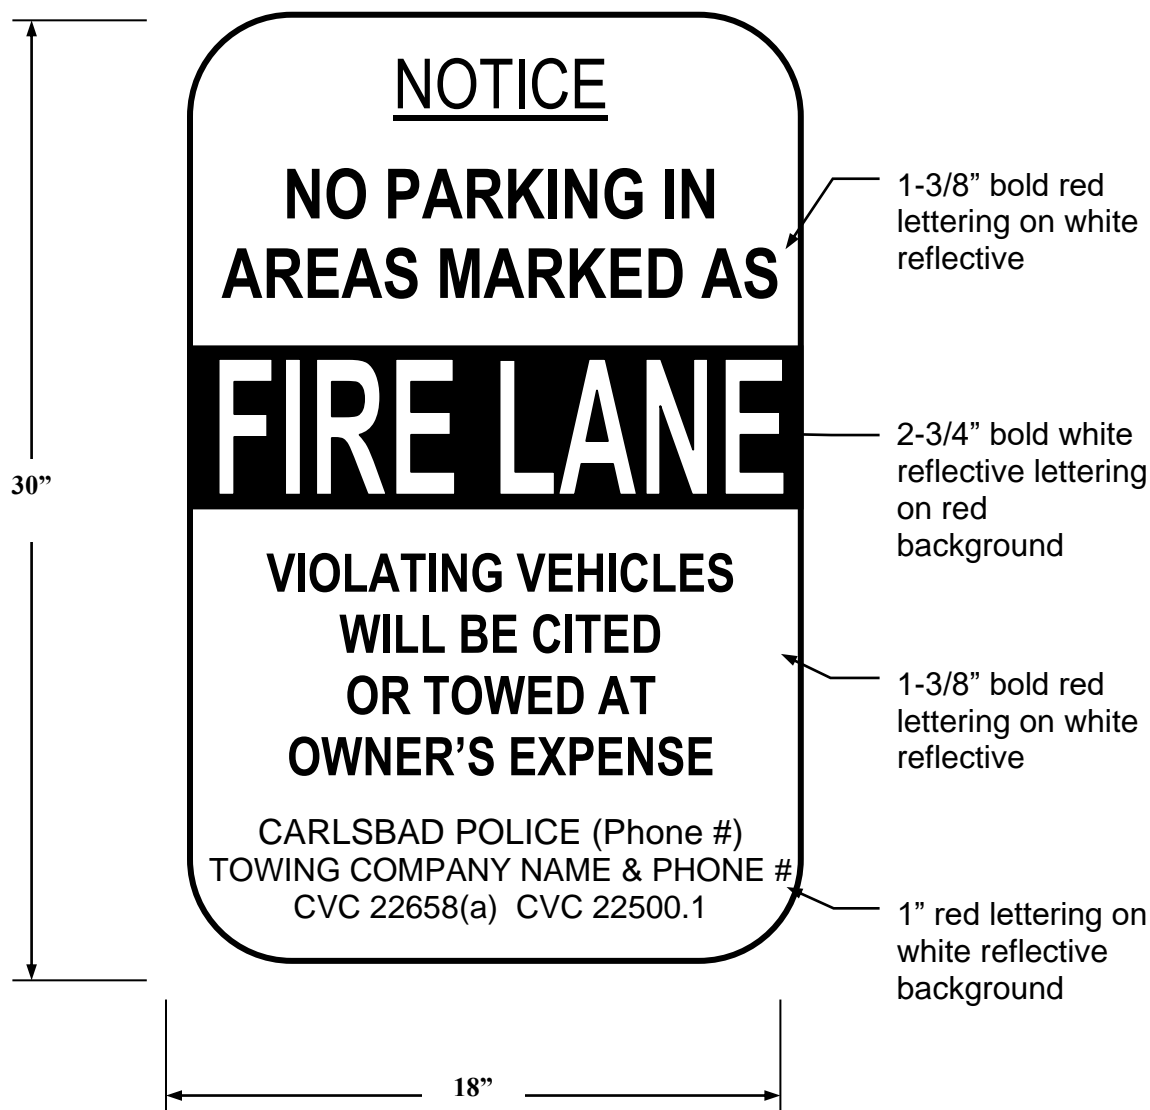 NOTICE
NO PARKING IN
AREAS MARKED AS
FIRE LANE
VIOLATING VEHICLES
WILL BE CITED
OR TOWED AT
OWNER’S EXPENSE
CARLSBAD POLICE (Phone #)
TOWING COMPANY NAME & PHONE #
CVC 22658(a)  CVC 22500.1
1-3/8” bold red
lettering on white
reflective
2-3/4” bold white
reflective lettering
on red
background
1-3/8” bold red
lettering on white
reflective
1” red lettering on
white reflective
background
30”
18”